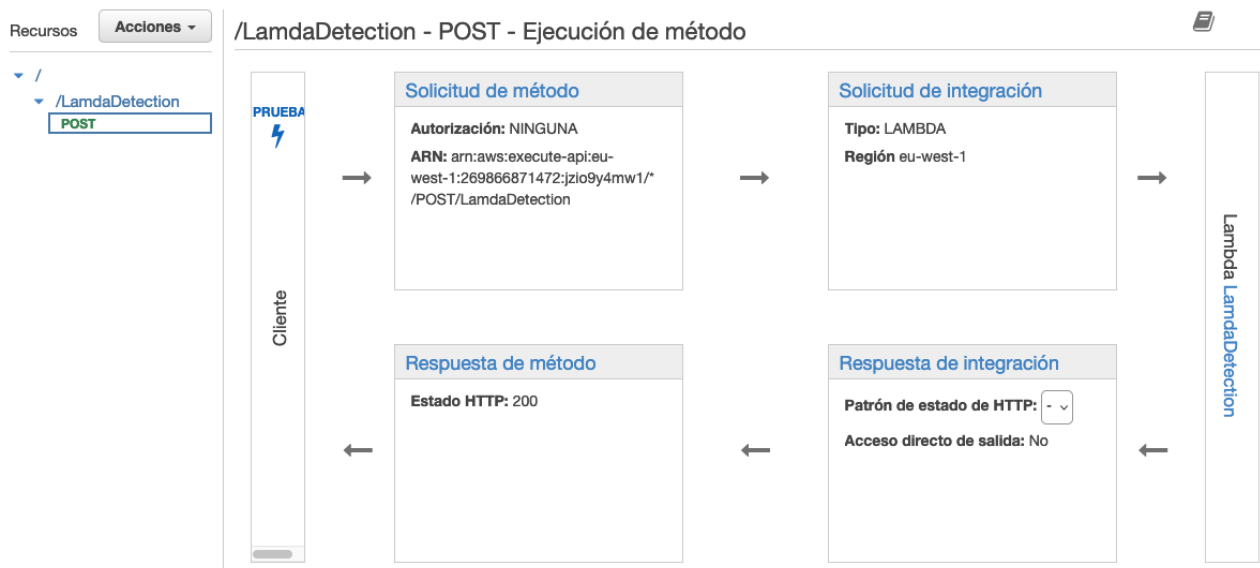 Recursos
Acciones
/LamdaDetection - POST - Ejecución de método
/
/LamdaDetection
POST
PRUEBA
Cliente
Solicitud de método
Autorización: NINGUNA
ARN: arn:aws:execute-api:eu-
west-1:269866871472:jzio9y4mw1/*
/POST/LamdaDetection
Solicitud de integración
Tipo: LAMBDA
Región eu-west-1
Lambda LamdaDetection
Respuesta de método
Estado HTTP: 200
Respuesta de integración
Patrón de estado de HTTP: -
Acceso directo de salida: No